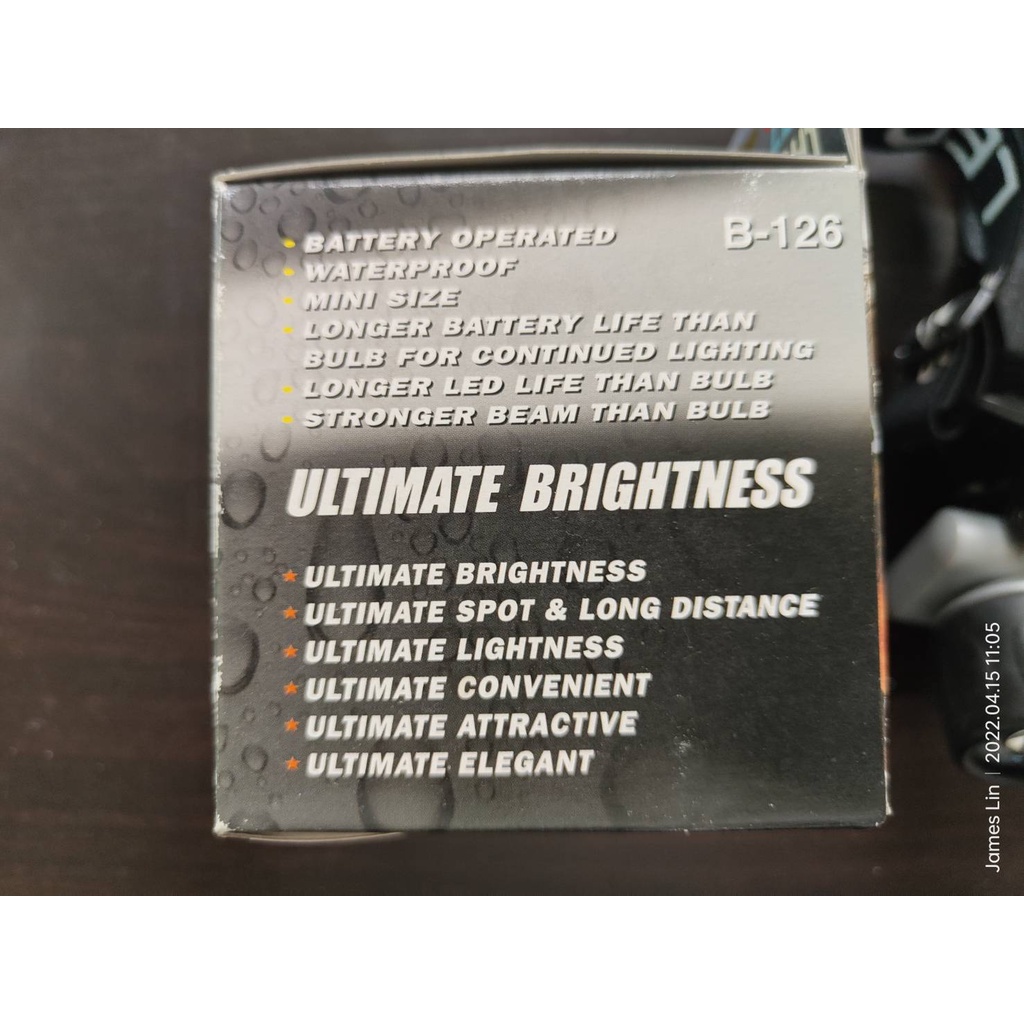 BATTERY OPERATED
B-126
WATERPROOF
MINI SIZE
LONGER BATTERY LIFE THAN
BULB FOR CONTINUED LIGHTING
LONGER LED LIFE THAN BULB
STRONGER BEAM THAN BULB
ULTIMATE BRIGHTNESS
ULTIMATE BRIGHTNESS
ULTIMATE SPOT & LONG DISTANCE
ULTIMATE LIGHTNESS
ULTIMATE CONVENIENT
ULTIMATE ATTRACTIVE
ULTIMATE ELEGANT
James Lin | 2022.04.15 11:05